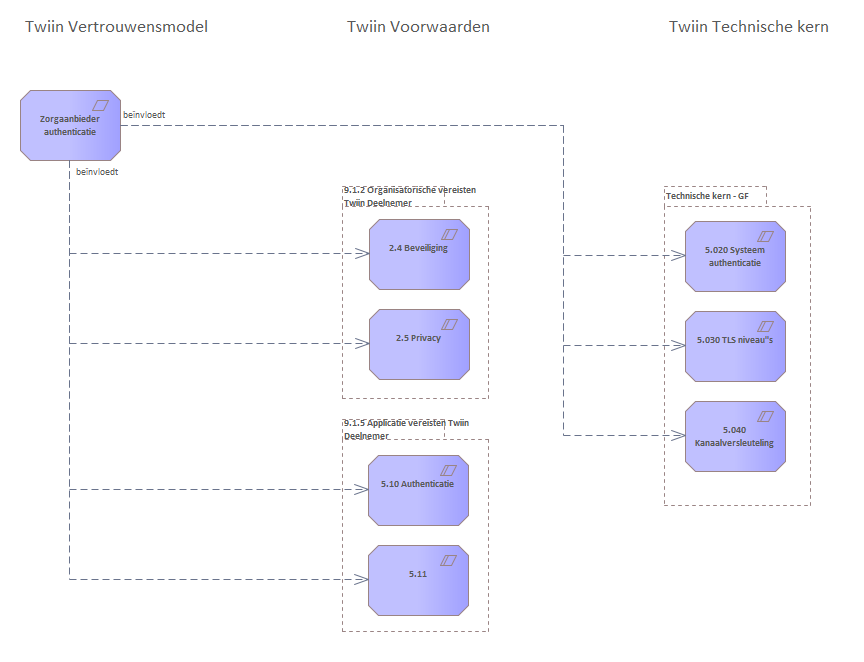 Twiin Vertrouwensmodel
Twiin Voorwaarden
Twiin Technische kern
Zorgaanbieder
authenticatie
beïnvloedt
beïnvloedt
9.1.2 Organisatorische vereisten
Twiin Deelnemer
2.4 Beveiliging
2.5 Privacy
9.1.5 Applicatie vereisten Twiin
Deelnemer
5.10 Authenticatie
5.11
Technische kern - GF
5.020 Systeem
authenticatie
5.030 TLS niveau"s
5.040
Kanaalversleuteling